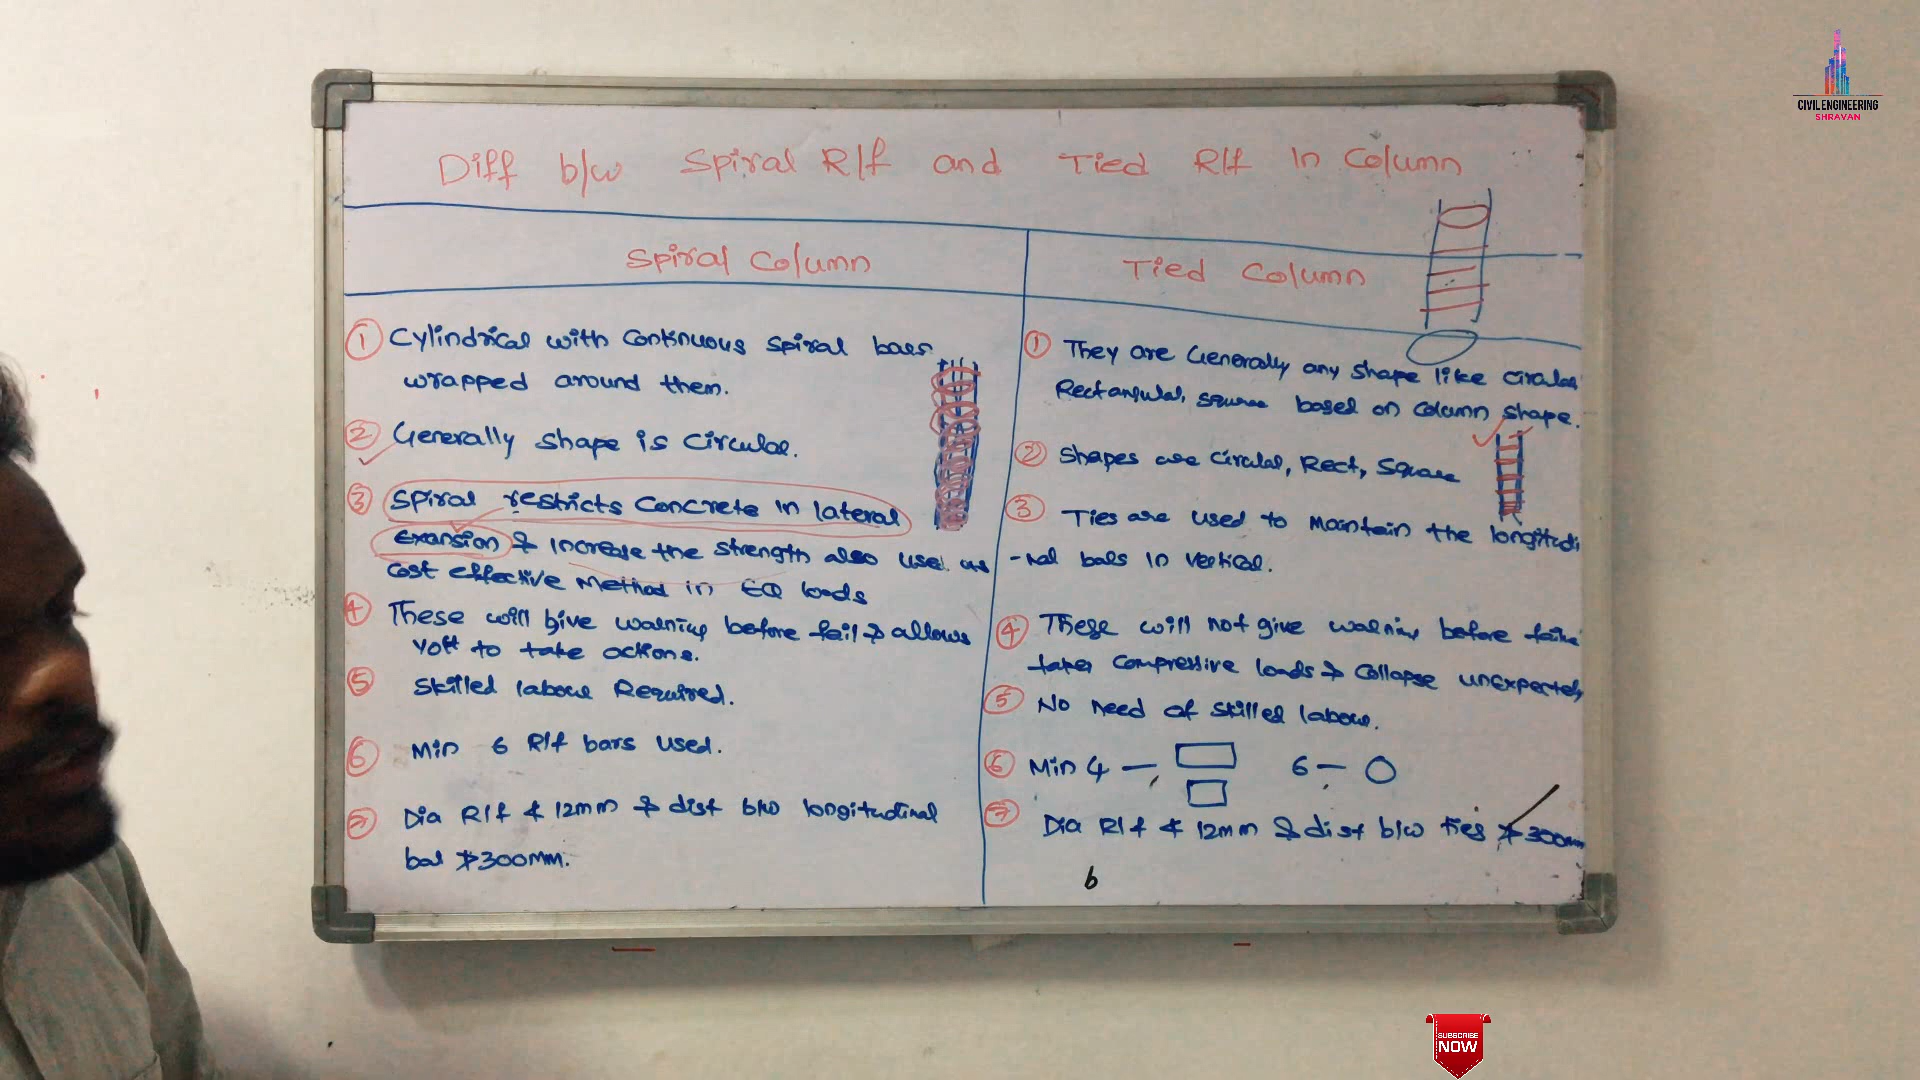 CIVIL ENGINEERING
SHRAVAN
Diff b/w Spiral R/f and Tied R/f In Column
Spiral Column
① Cylindrical with Continuous Spiral bars
wrapped around them.
② Generally shape is Circular.
③ Spiral restricts Concrete in lateral
Exansion & increase the strength also used as
Cost effective Method in EQ loads
④ These will give warning before fail & allows
to take actions.
⑤ Skilled labour Required.
⑥ Min 6 R/f bars used.
⑦ Dia R/f ≮ 12mm & dist b/w longitudinal
bar ≯ 300mm.
Tied Column
① They are Generally any shape like circular
Rectangular, square based on Column shape.
② Shapes are Circular, Rect, Square
③ Ties are used to Maintain the longitudi
-nal bars in vertical.
④ These will not give warning before
takes Compressive loads & Collapse unexpectedly
⑤ No need of skilled labour.
⑥ Min 4 — 6 —
⑦ Dia R/f ≮ 12mm & dist b/w ties ≯ 300mm
b
SUBSCRIBE
NOW